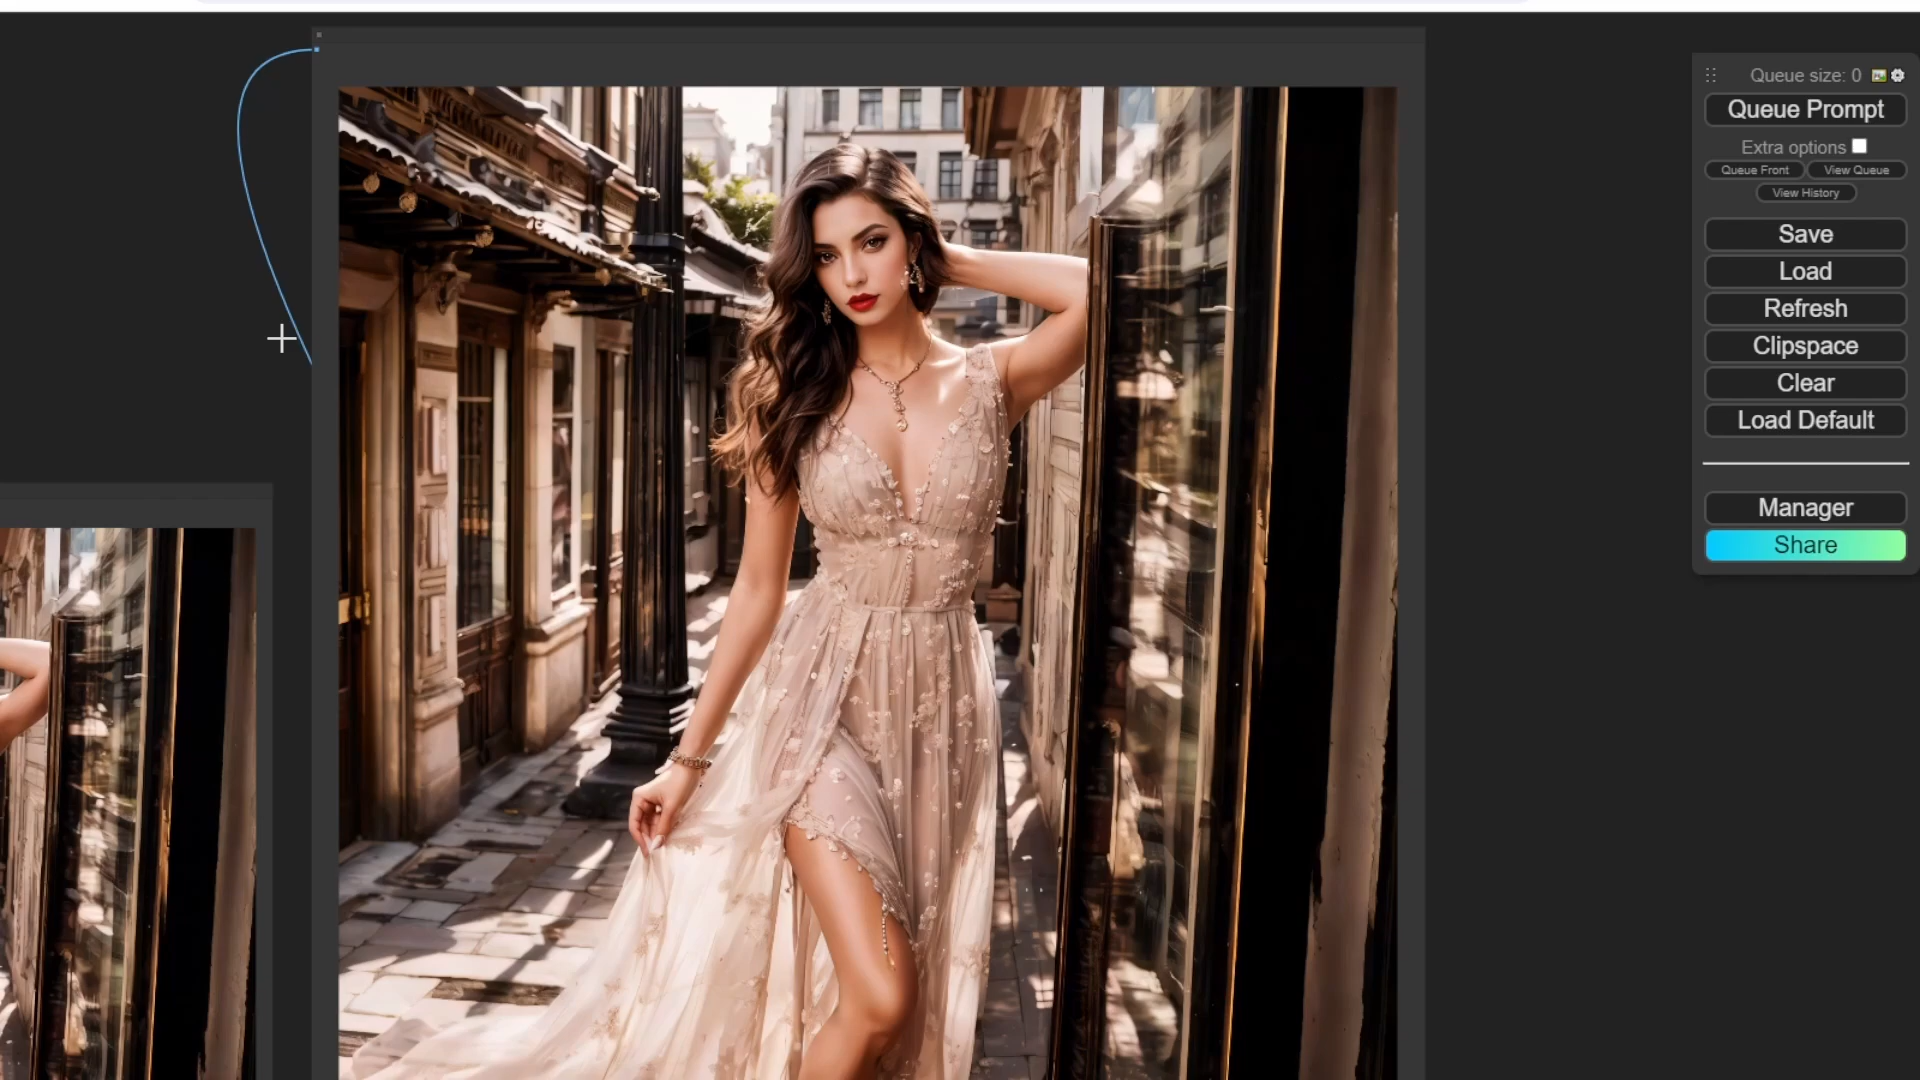 Queue size: 0
Queue Prompt
Extra options
Queue Front
View Queue
View History
Save
Load
Refresh
Clipspace
Clear
Load Default
Manager
Share